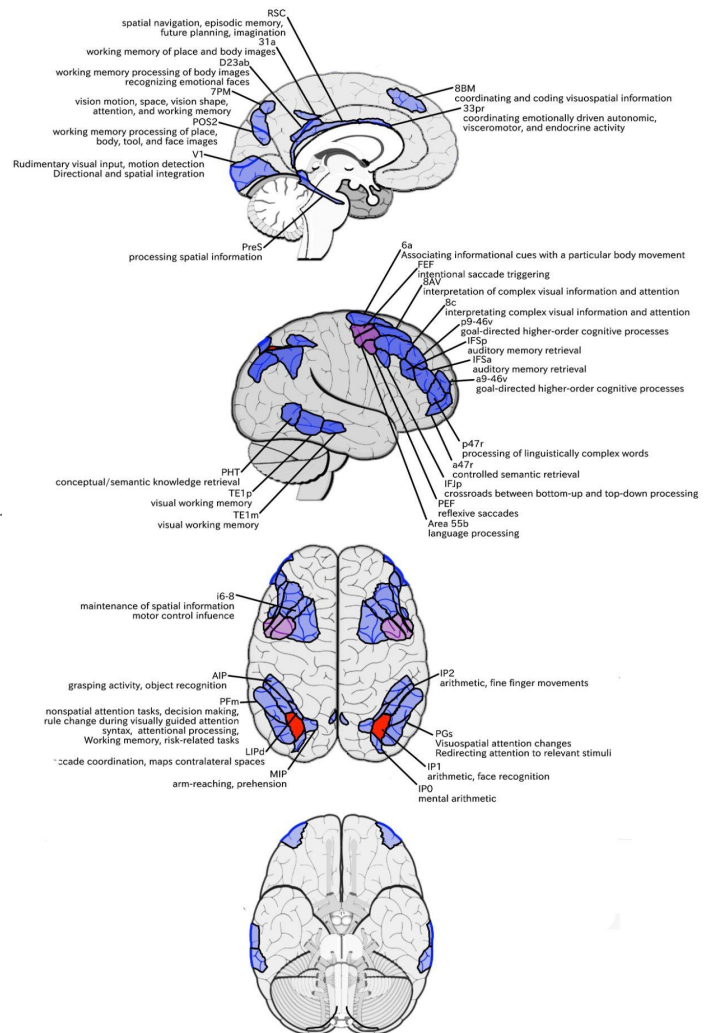 RSC
spatial navigation, episodic memory,
future planning, imagination
31a
working memory of place and body images
D23ab
working memory processing of body images
recognizing emotional faces
7PM
vision motion, space, vision shape,
attention, and working memory
POS2
working memory processing of place,
body, tool, and face images
V1
Rudimentary visual input, motion detection
Directional and spatial integration
8BM
coordinating and coding visuospatial information
33pr
coordinating emotionally driven autonomic,
visceromotor, and endocrine activity
PreS
processing spatial information
6a
Associating informational cues with a particular body movement
FEF
intentional saccade triggering
8AV
interpretation of complex visual information and attention
8c
interpretating complex visual information and attention
p9-46v
goal-directed higher-order cognitive processes
IFSp
auditory memory retrieval
IFSa
auditory memory retrieval
a9-46v
goal-directed higher-order cognitive processes
p47r
processing of linguistically complex words
a47r
controlled semantic retrieval
IFJp
crossroads between bottom-up and top-down processing
PEF
reflexive saccades
Area 55b
language processing
PHT
conceptual/semantic knowledge retrieval
TE1p
visual working memory
TE1m
visual working memory
i6-8
maintenance of spatial information
motor control infuence
AIP
grasping activity, object recognition
PFm
nonspatial attention tasks, decision making,
rule change during visually guided attention
syntax, attentional processing,
Working memory, risk-related tasks
LIPd
ccade coordination, maps contralateral spaces
MIP
arm-reaching, prehension
IP2
arithmetic, fine finger movements
PGs
Visuospatial attention changes
Redirecting attention to relevant stimuli
IP1
arithmetic, face recognition
IP0
mental arithmetic